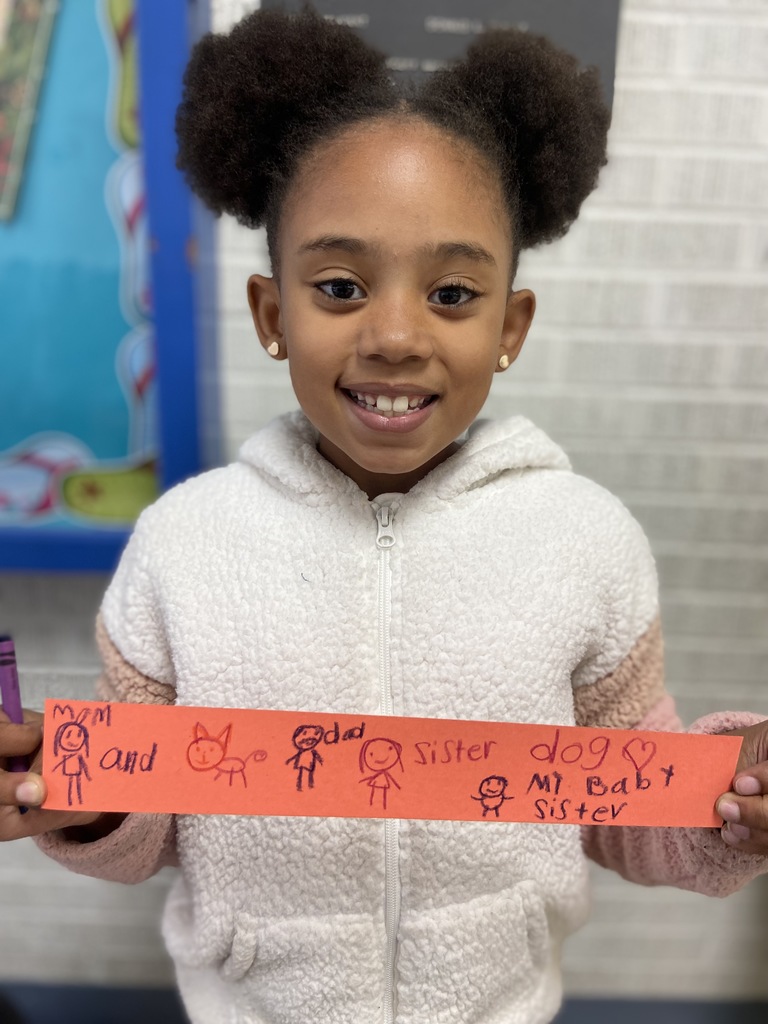 MOM
and
dad
sister dog
My Baby
sister